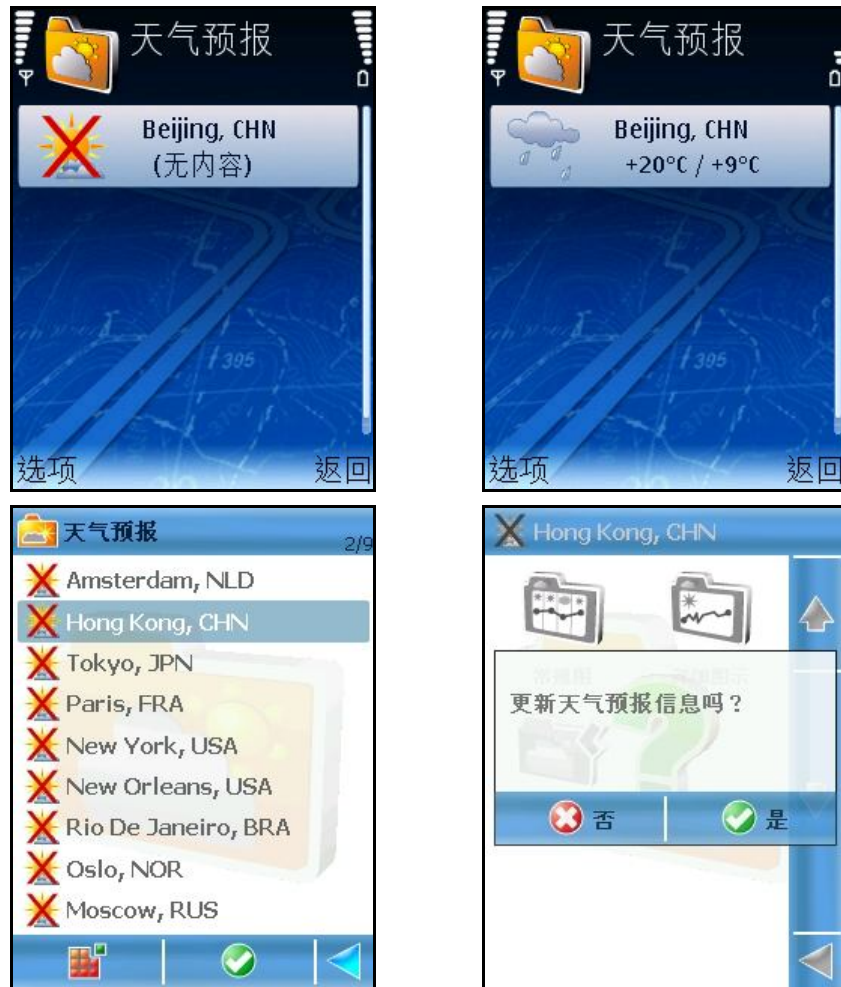 天气预报
Beijing, CHN
(无内容)
395
选项 返回
天气预报
Beijing, CHN
+20°C / +9°C
395
选项 返回
天气预报 2/9
Amsterdam, NLD
Hong Kong, CHN
Tokyo, JPN
Paris, FRA
New York, USA
New Orleans, USA
Rio De Janeiro, BRA
Oslo, NOR
Moscow, RUS
Hong Kong, CHN
更新天气预报信息吗？
否 是